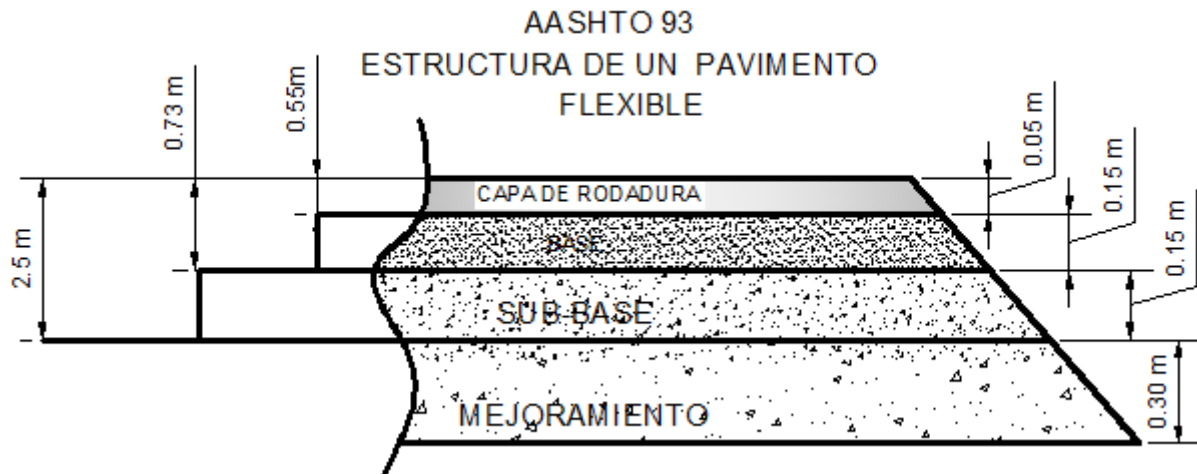 AASHTO 93
ESTRUCTURA DE UN PAVIMENTO
FLEXIBLE
0.73 m
0.55m
2.5 m
CAPA DE RODADURA
BASE
SUB-BASE
MEJORAMIENTO
0.05 m
0.15 m
0.15 m
0.30 m